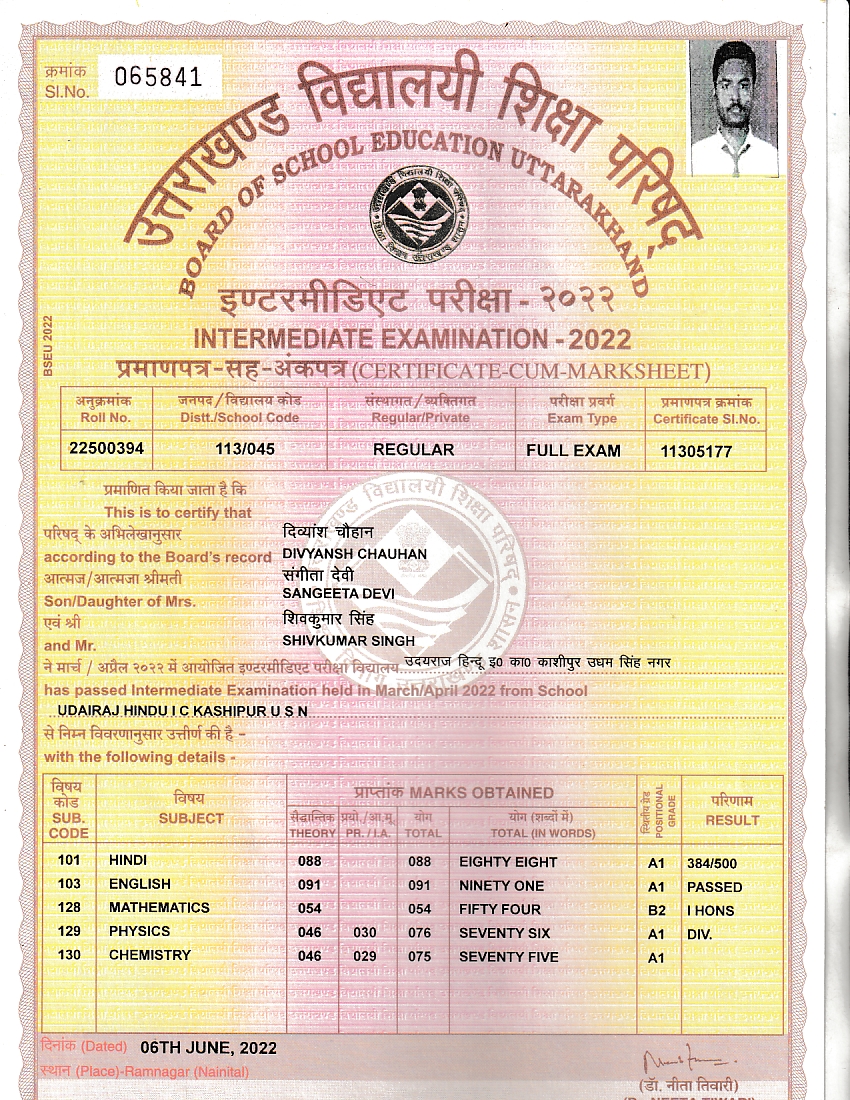 क्रमांक
Sl.No. 065841
उत्तराखण्ड विद्यालयी शिक्षा परिषद्
BOARD OF SCHOOL EDUCATION UTTARAKHAND
इण्टरमीडिएट परीक्षा - २०२२
INTERMEDIATE EXAMINATION - 2022
BSEU 2022
प्रमाणपत्र-सह-अंकपत्र (CERTIFICATE-CUM-MARKSHEET)
अनुक्रमांक जनपद/विद्यालय कोड संस्थागत/व्यक्तिगत परीक्षा प्रवर्ग प्रमाणपत्र क्रमांक
Roll No. Distt./School Code Regular/Private Exam Type Certificate Sl.No.
22500394 113/045 REGULAR FULL EXAM 11305177
प्रमाणित किया जाता है कि
This is to certify that
परिषद् के अभिलेखानुसार दिव्यांश चौहान
according to the Board's record DIVYANSH CHAUHAN
आत्मज/आत्मजा श्रीमती संगीता देवी
Son/Daughter of Mrs. SANGEETA DEVI
एवं श्री शिवकुमार सिंह
and Mr. SHIVKUMAR SINGH
ने मार्च / अप्रैल २०२२ में आयोजित इण्टरमीडिएट परीक्षा विद्यालय उदयराज हिन्दू इ0 का0 काशीपुर उधम सिंह नगर
has passed Intermediate Examination held in March/April 2022 from School
UDAIRAJ HINDU I C KASHIPUR U S N
से निम्न विवरणानुसार उत्तीर्ण की है -
with the following details -
विषय कोड विषय प्राप्तांक MARKS OBTAINED स्थितीय ग्रेड परिणाम
SUB. CODE SUBJECT POSITIONAL GRADE RESULT
सैद्धान्तिक प्रयो./आ.मू. योग योग (शब्दों में)
THEORY PR. / I.A. TOTAL TOTAL (IN WORDS)
101 HINDI 088 088 EIGHTY EIGHT A1 384/500
103 ENGLISH 091 091 NINETY ONE A1 PASSED
128 MATHEMATICS 054 054 FIFTY FOUR B2 I HONS
129 PHYSICS 046 030 076 SEVENTY SIX A1 DIV.
130 CHEMISTRY 046 029 075 SEVENTY FIVE A1
दिनांक (Dated) 06TH JUNE, 2022
स्थान (Place)-Ramnagar (Nainital)
(डॉ. नीता तिवारी)